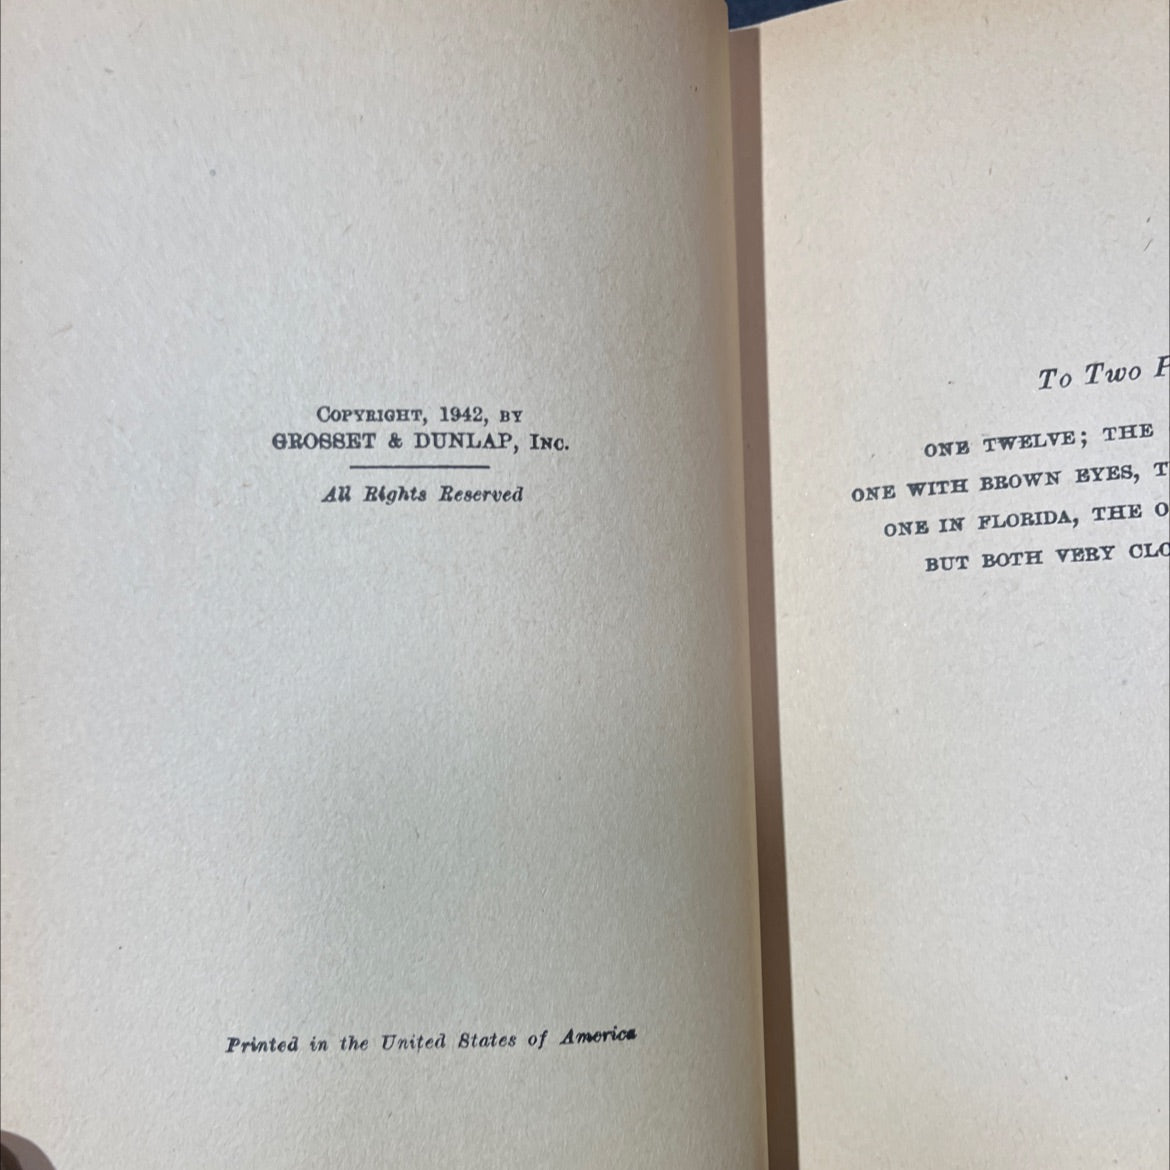 COPYRIGHT, 1942, BY
GROSSET & DUNLAP, INC.
All Rights Reserved
Printed in the United States of America
To Two
ONE TWELVE; THE
ONE WITH BROWN EYES,
ONE IN FLORIDA, THE
BUT BOTH VERY